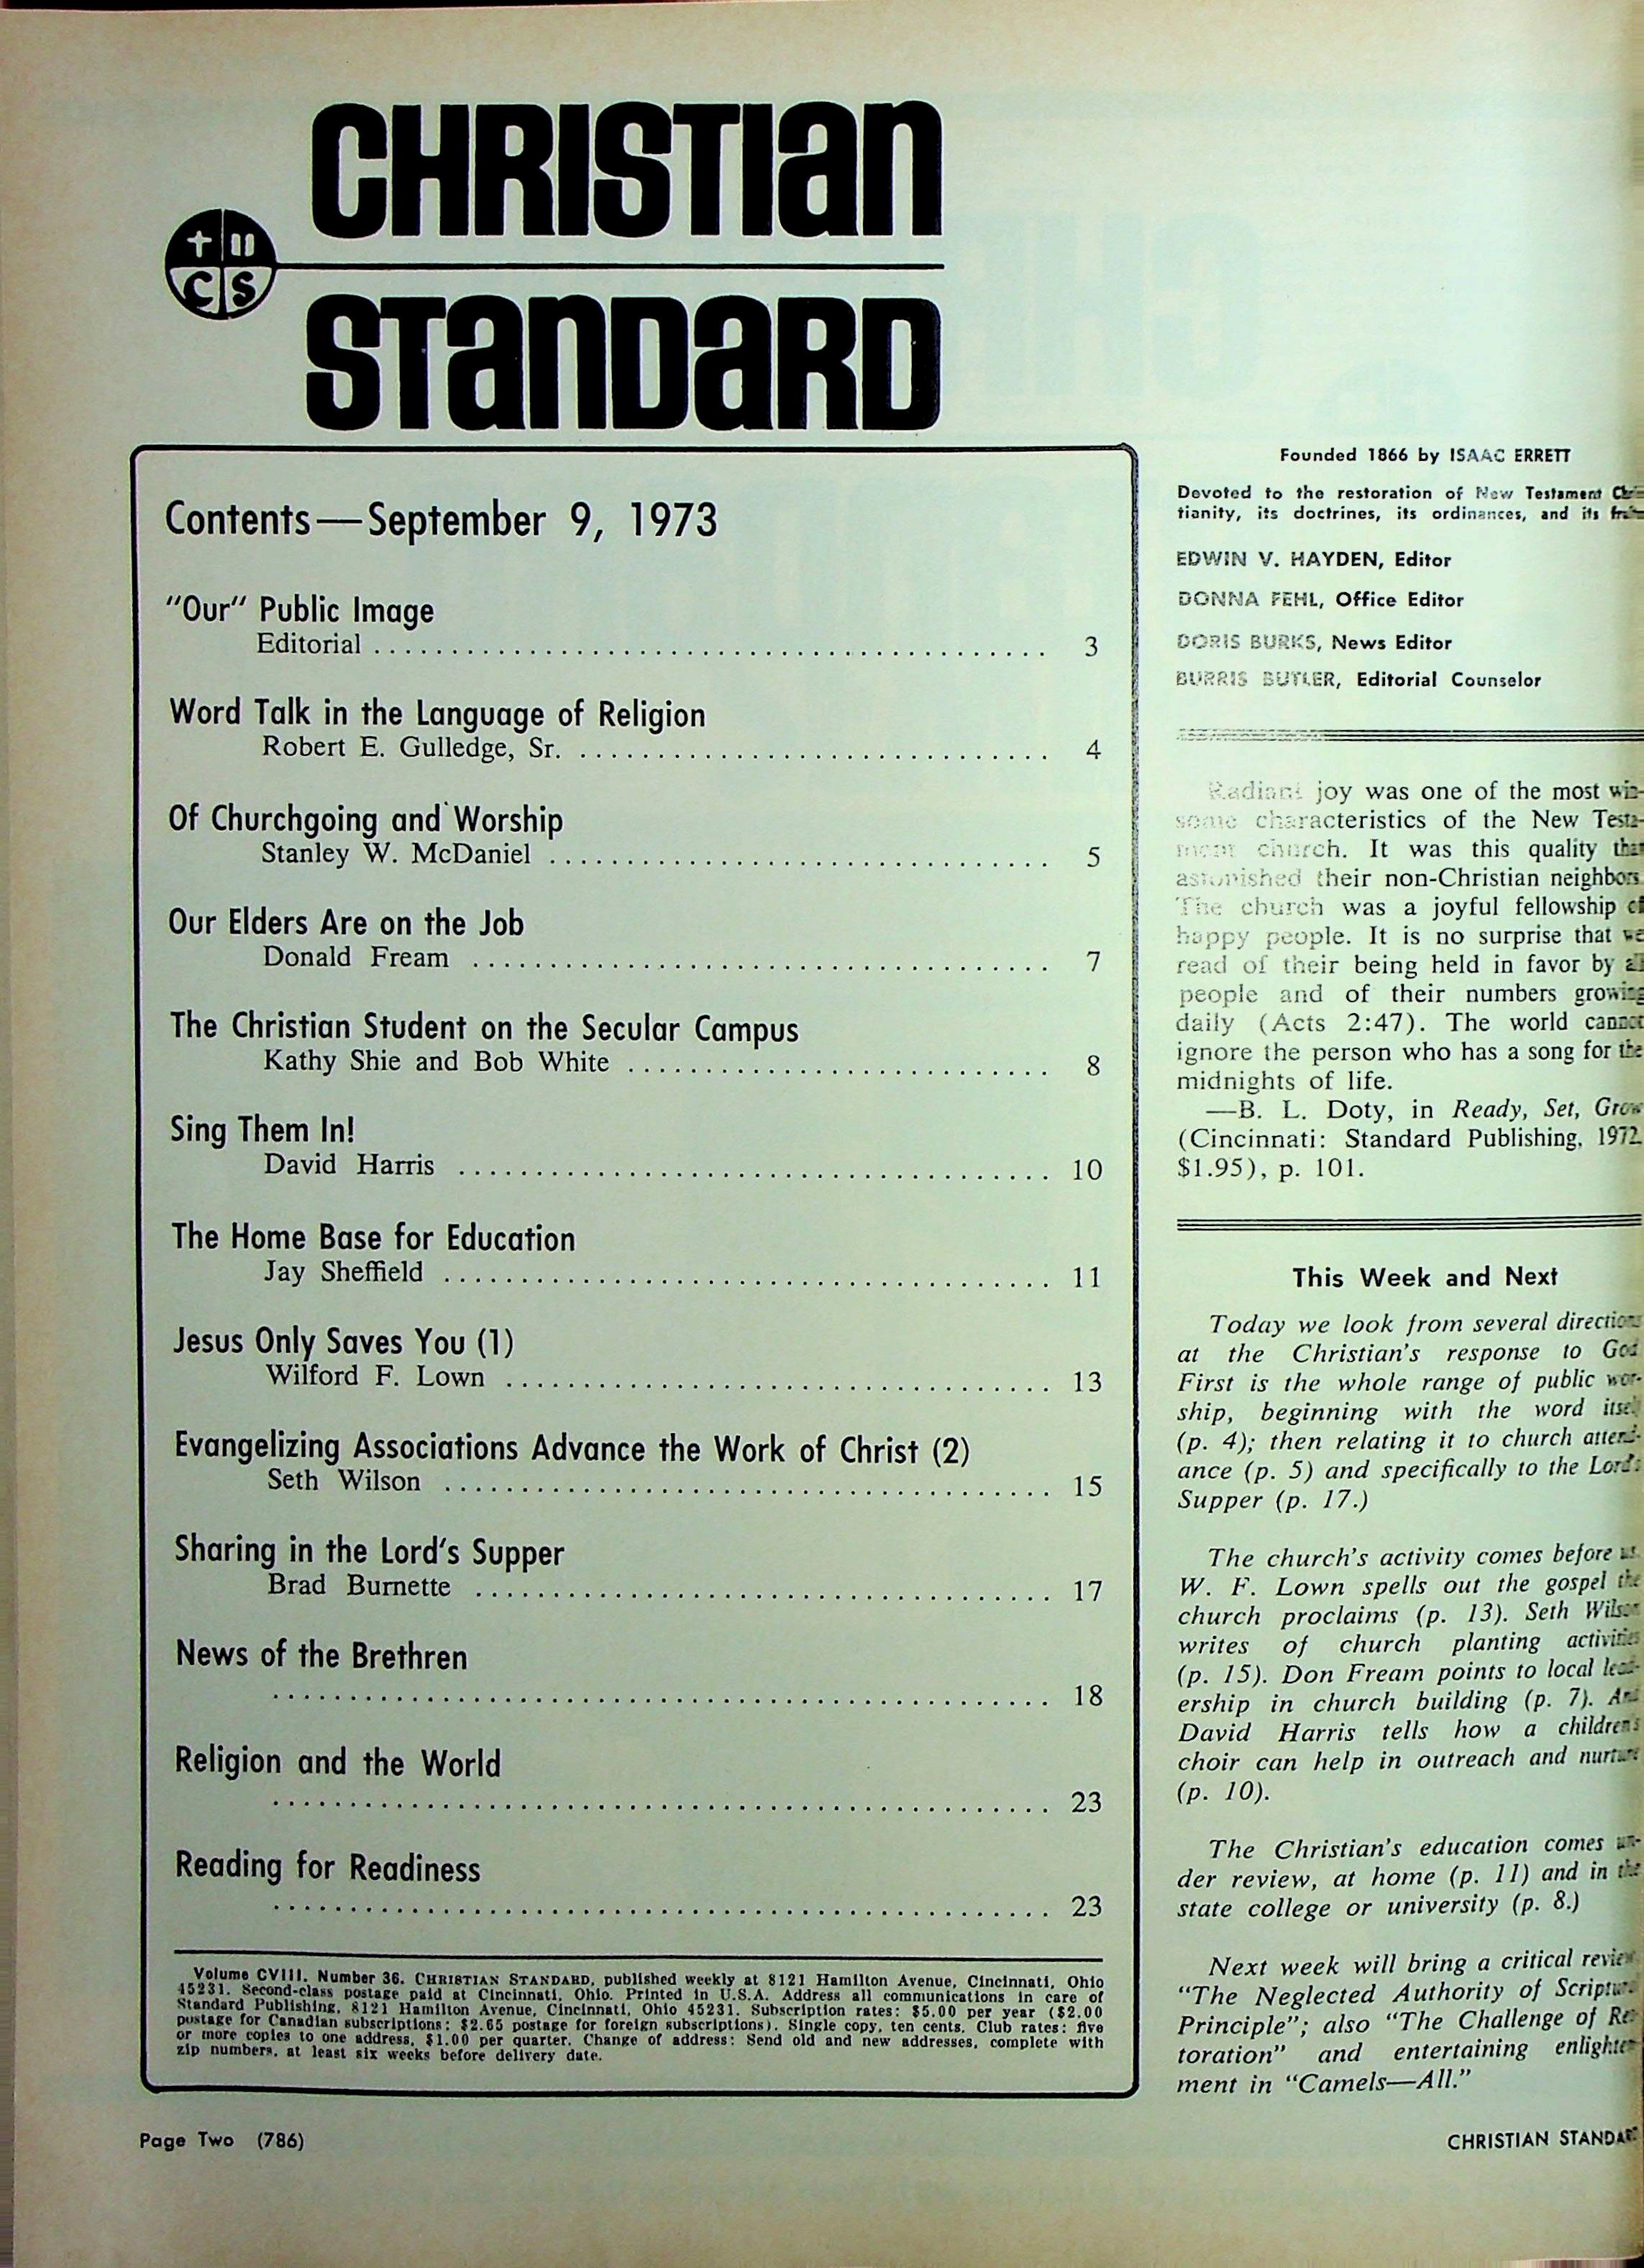 CHRISTIAN
STANDARD
CS
Contents—September 9, 1973
"Our" Public Image
Editorial . . . . . . . . . . 3
Word Talk in the Language of Religion
Robert E. Gulledge, Sr. . . . . . . . . . . 4
Of Churchgoing and Worship
Stanley W. McDaniel . . . . . . . . . . 5
Our Elders Are on the Job
Donald Fream . . . . . . . . . . 7
The Christian Student on the Secular Campus
Kathy Shie and Bob White . . . . . . . . . . 8
Sing Them In!
David Harris . . . . . . . . . . 10
The Home Base for Education
Jay Sheffield . . . . . . . . . . 11
Jesus Only Saves You (1)
Wilford F. Lown . . . . . . . . . . 13
Evangelizing Associations Advance the Work of Christ (2)
Seth Wilson . . . . . . . . . . 15
Sharing in the Lord's Supper
Brad Burnette . . . . . . . . . . 17
News of the Brethren
. . . . . . . . . . 18
Religion and the World
. . . . . . . . . . 23
Reading for Readiness
. . . . . . . . . . 23
Volume CVIII, Number 36. CHRISTIAN STANDARD, published weekly at 8121 Hamilton Avenue, Cincinnati, Ohio
45231. Second-class postage paid at Cincinnati, Ohio. Printed in U.S.A. Address all communications in care of
Standard Publishing, 8121 Hamilton Avenue, Cincinnati, Ohio 45231. Subscription rates: $5.00 per year ($2.00
postage for Canadian subscriptions; $2.65 postage for foreign subscriptions). Single copy, ten cents. Club rates: five
or more copies to one address, $1.00 per quarter. Change of address: Send old and new addresses, complete with
zip numbers, at least six weeks before delivery date.
Founded 1866 by ISAAC ERRETT
Devoted to the restoration of New Testament Chris-
tianity, its doctrines, its ordinances, and its
EDWIN V. HAYDEN, Editor
DONNA FEHL, Office Editor
DORIS BURKS, News Editor
BURRIS BUTLER, Editorial Counselor
Radiant joy was one of the most win-
some characteristics of the New Testa-
ment church. It was this quality that
astonished their non-Christian neighbors.
The church was a joyful fellowship of
happy people. It is no surprise that we
read of their being held in favor by all
people and of their numbers growing
daily (Acts 2:47). The world cannot
ignore the person who has a song for the
midnights of life.
—B. L. Doty, in Ready, Set, Grow
(Cincinnati: Standard Publishing, 1972
$1.95), p. 101.
This Week and Next
Today we look from several directions
at the Christian's response to God
First is the whole range of public wor-
ship, beginning with the word itself
(p. 4); then relating it to church attend-
ance (p. 5) and specifically to the Lord's
Supper (p. 17.)
The church's activity comes before us.
W. F. Lown spells out the gospel the
church proclaims (p. 13). Seth Wilson
writes of church planting activities
(p. 15). Don Fream points to local lead-
ership in church building (p. 7). And
David Harris tells how a children's
choir can help in outreach and nurture
(p. 10).
The Christian's education comes un-
der review, at home (p. 11) and in the
state college or university (p. 8.)
Next week will bring a critical review
"The Neglected Authority of Scripture
Principle"; also "The Challenge of Res-
toration" and entertaining enlighten-
ment in "Camels—All."
Page Two (786)
CHRISTIAN STANDARD